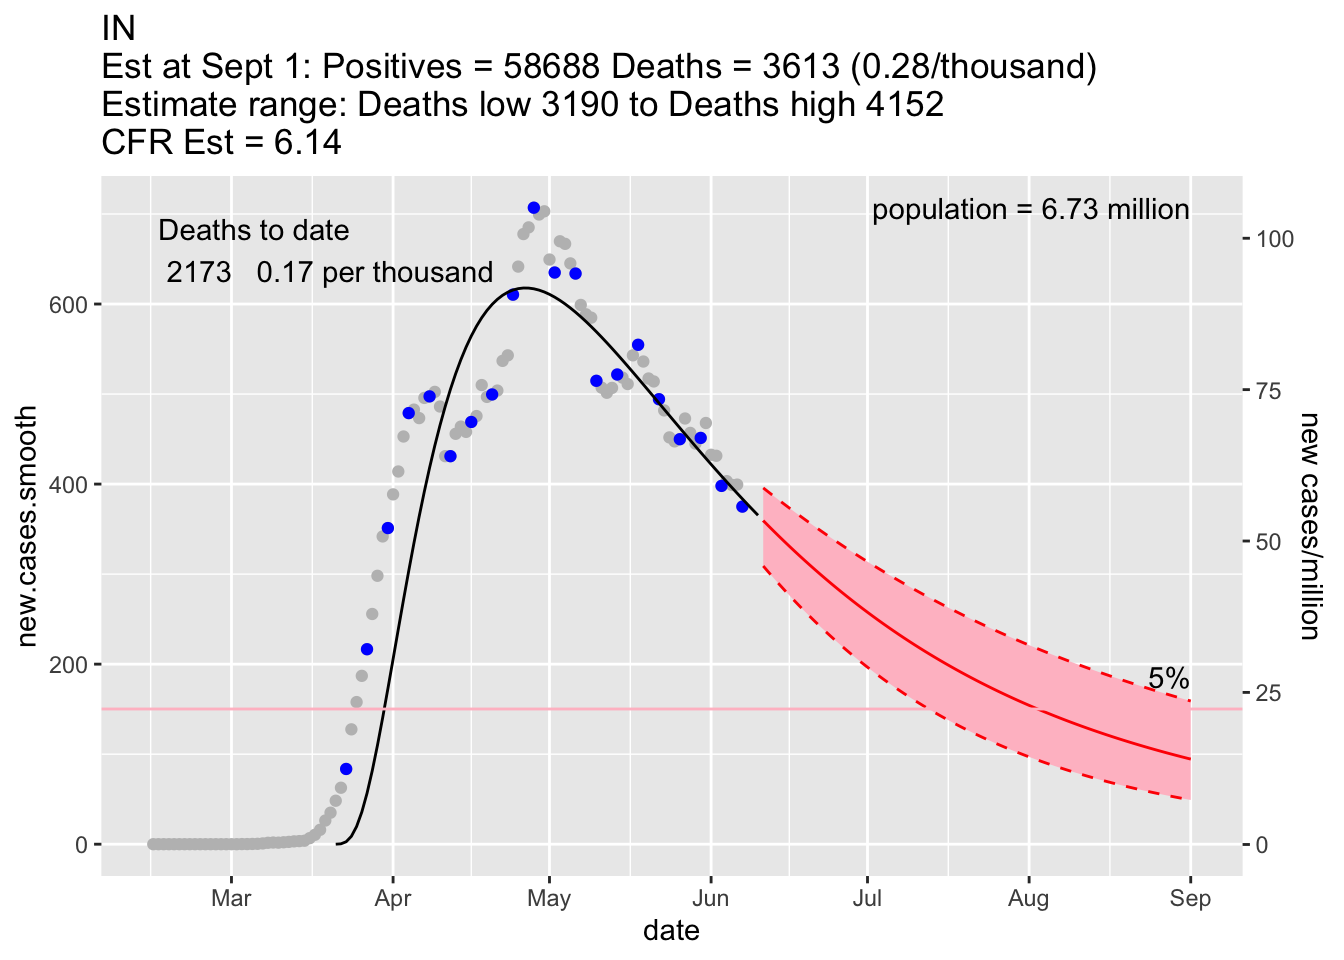 IN
Est at Sept 1: Positives = 58688 Deaths = 3613 (0.28/thousand)
Estimate range: Deaths low 3190 to Deaths high 4152
CFR Est = 6.14
Deaths to date
2173 0.17 per thousand
population = 6.73 million
5%
new.cases.smooth
600
400
200
0
100
75
50
25
0
new cases/million
Mar Apr May Jun Jul Aug Sep
date